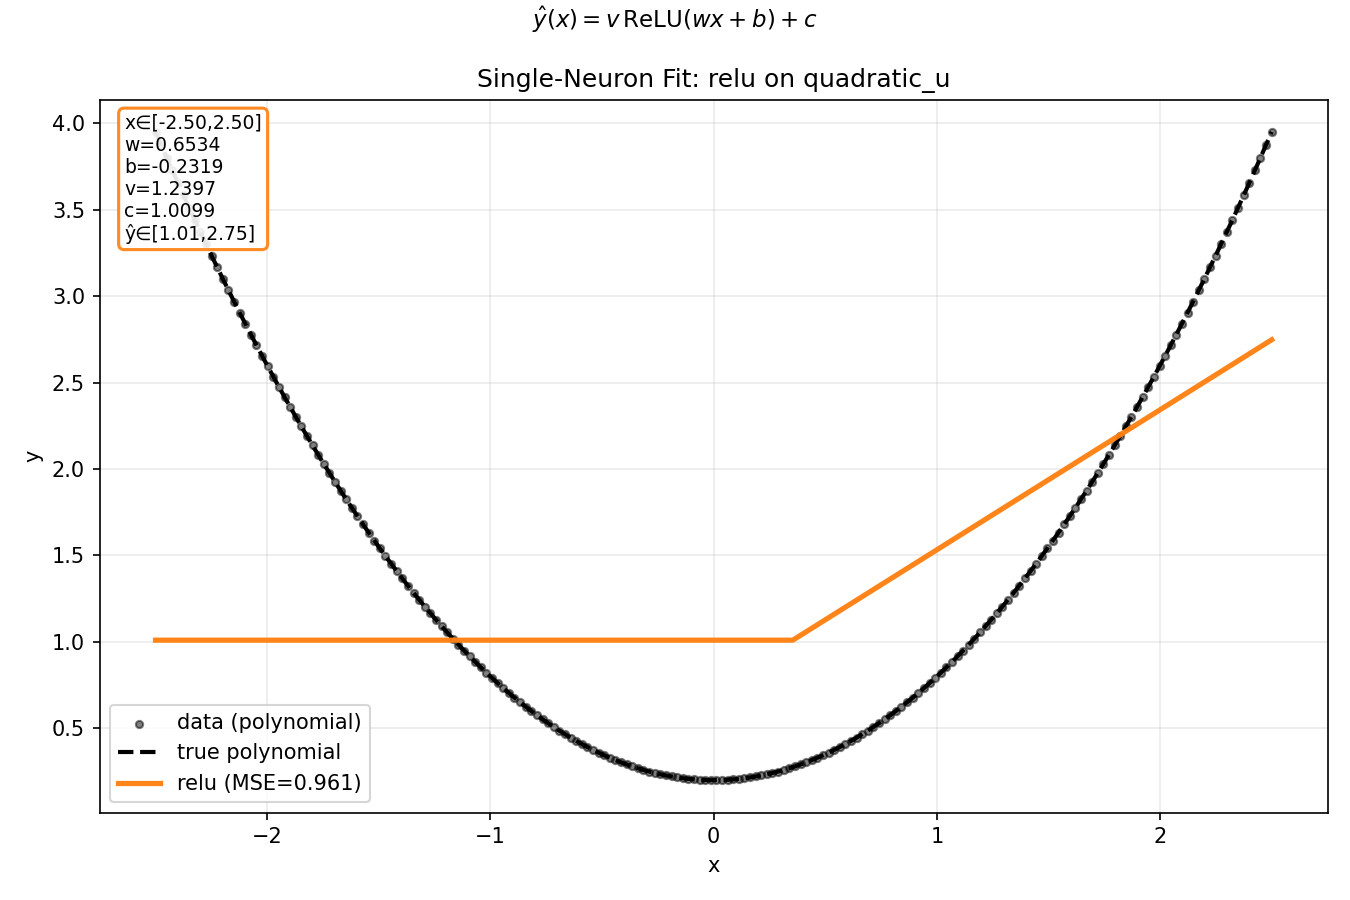 ŷ(x) = v ReLU(wx + b) + c
Single-Neuron Fit: relu on quadratic_u
x∈[-2.50,2.50]
w=0.6534
b=-0.2319
v=1.2397
c=1.0099
ŷ∈[1.01,2.75]
4.0
3.5
3.0
2.5
2.0
1.5
1.0
0.5
y
data (polynomial)
true polynomial
relu (MSE=0.961)
−2 −1 0 1 2
x